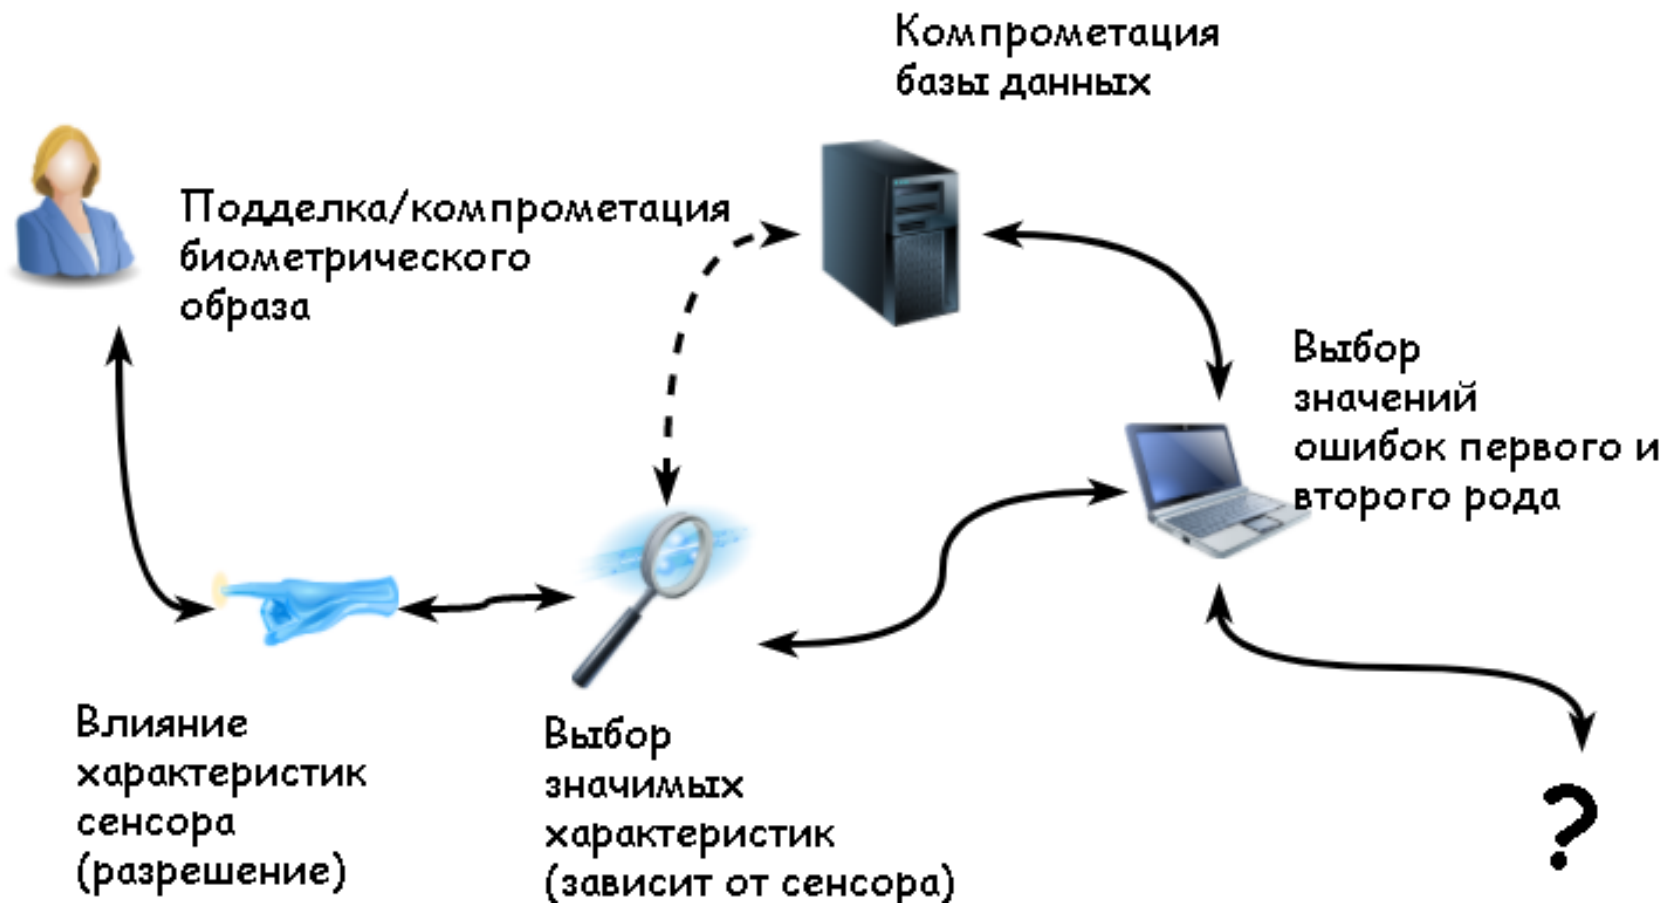 Компрометация
базы данных
Подделка/компрометация
биометрического
образа
Выбор
значений
ошибок первого и
второго рода
Влияние
характеристик
сенсора
(разрешение)
Выбор
значимых
характеристик
(зависит от сенсора)
?